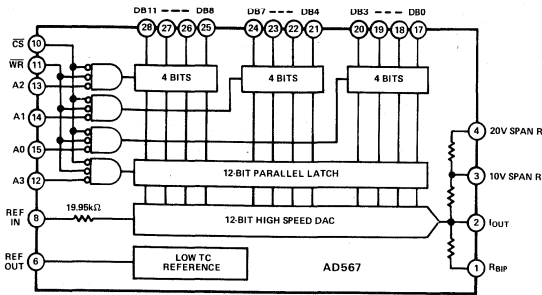 DB11 ---- DB8 DB7 ---- DB4 DB3 ---- DB0
28 27 26 25 24 23 22 21 20 19 18 17
CS 10
WR 11
A2 13
4 BITS 4 BITS 4 BITS
A1 14
A0 15
A3 12
12-BIT PARALLEL LATCH
4 20V SPAN R
3 10V SPAN R
REF IN 8 19.95kΩ
12-BIT HIGH SPEED DAC
2 IOUT
REF OUT 6
LOW TC
REFERENCE
AD567
1 RBIP